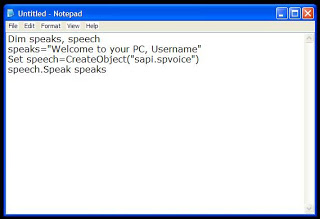 Untitled - Notepad
File Edit Format View Help
Dim speaks, speech
speaks="Welcome to your PC, Username"
Set speech=CreateObject("sapi.spvoice")
speech.Speak speaks